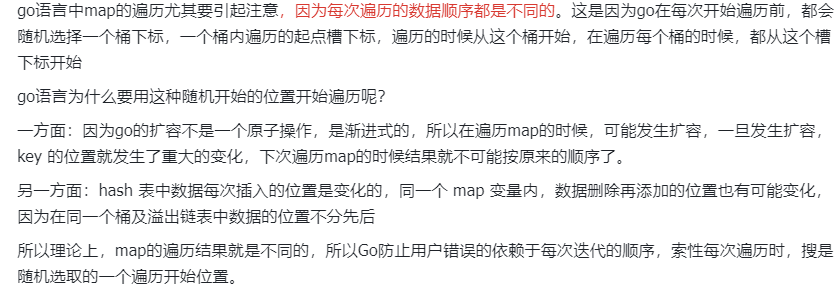 go语言中map的遍历尤其要引起注意，因为每次遍历的数据顺序都是不同的。这是因为go在每次开始遍历前，都会
随机选择一个桶下标，一个桶内遍历的起点槽下标，遍历的时候从这个桶开始，在遍历每个桶的时候，都从这个槽
下标开始
go语言为什么要用这种随机开始的位置开始遍历呢？
一方面：因为go的扩容不是一个原子操作，是渐进式的，所以在遍历map的时候，可能发生扩容，一旦发生扩容，
key 的位置就发生了重大的变化，下次遍历map的时候结果就不可能按原来的顺序了。
另一方面：hash 表中数据每次插入的位置是变化的，同一个 map 变量内，数据删除再添加的位置也有可能变化，
因为在同一个桶及溢出链表中数据的位置不分先后
所以理论上，map的遍历结果就是不同的，所以Go防止用户错误的依赖于每次迭代的顺序，索性每次遍历时，搜是
随机选取的一个遍历开始位置。